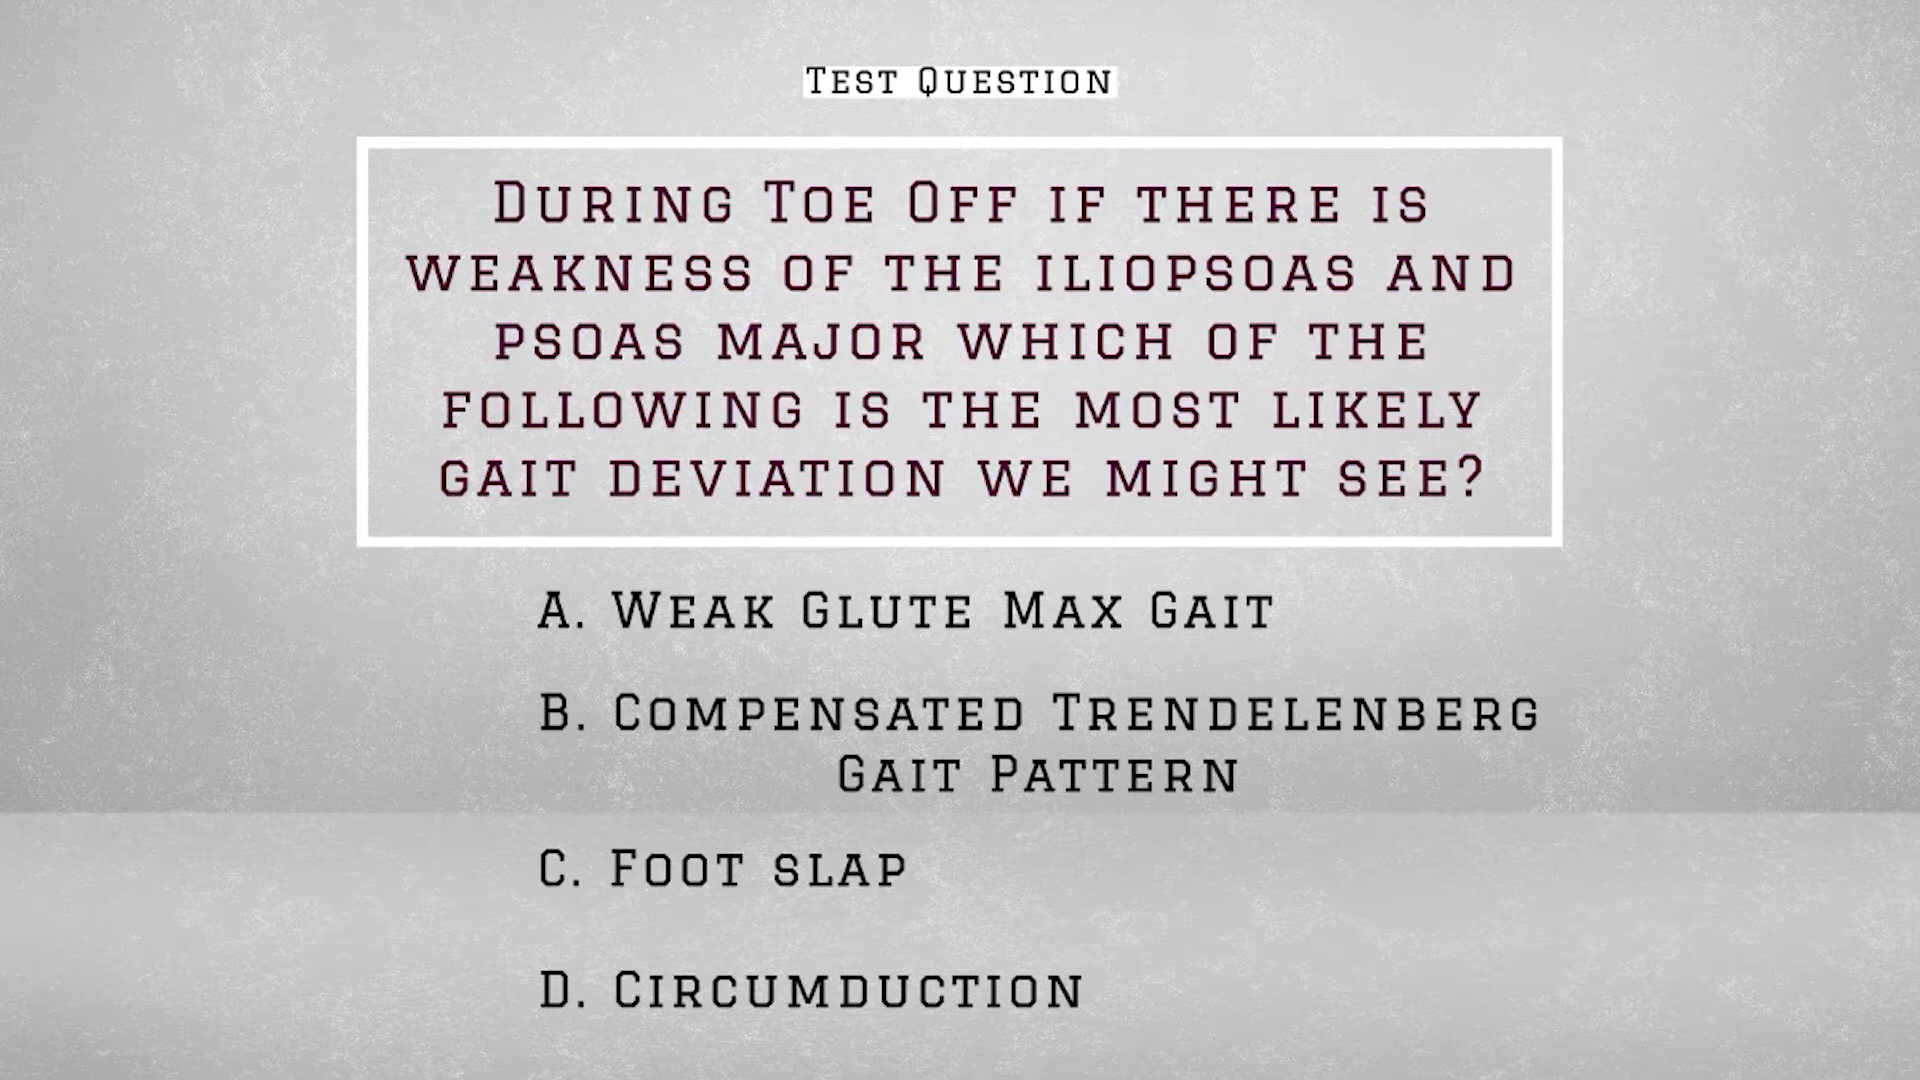 Test Question
During Toe Off if there is
weakness of the iliopsoas and
psoas major which of the
following is the most likely
gait deviation we might see?
A. Weak Glute Max Gait
B. Compensated Trendelenberg
Gait Pattern
C. Foot slap
D. Circumduction